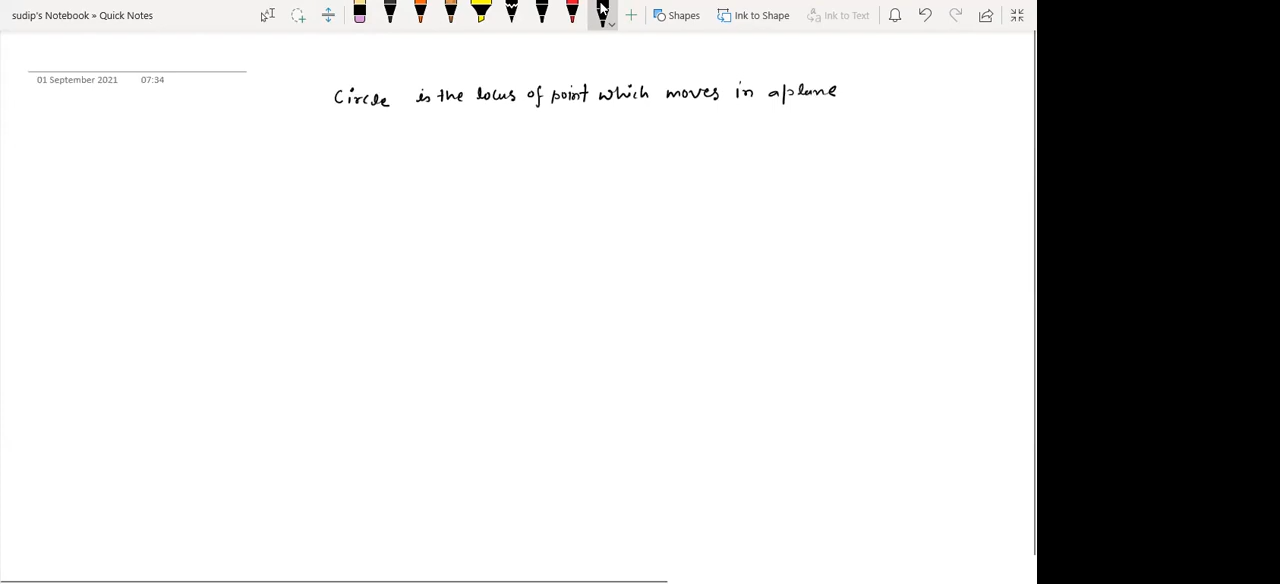 sudip's Notebook » Quick Notes
Shapes
Ink to Shape
Ink to Text
01 September 2021 07:34
Circle is the locus of point which moves in a plane